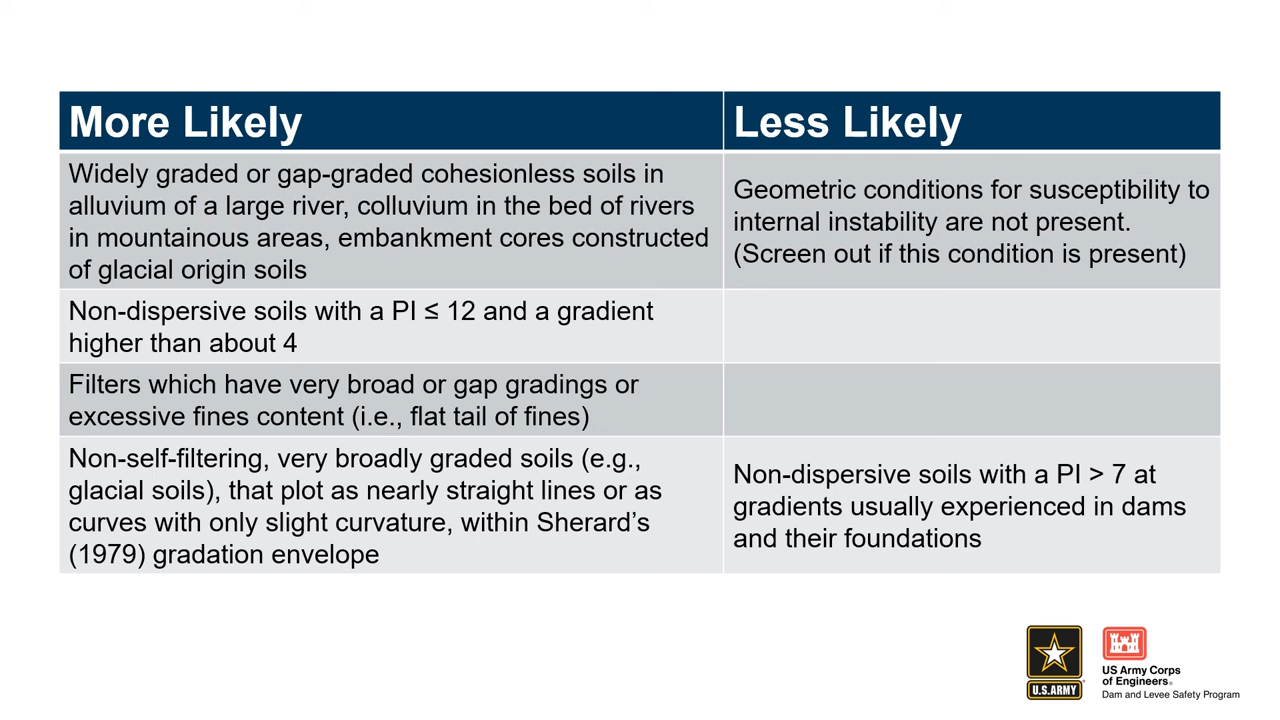 More Likely
Less Likely
Widely graded or gap-graded cohesionless soils in
alluvium of a large river, colluvium in the bed of rivers
in mountainous areas, embankment cores constructed
of glacial origin soils
Geometric conditions for susceptibility to
internal instability are not present.
(Screen out if this condition is present)
Non-dispersive soils with a PI ≤ 12 and a gradient
higher than about 4
Filters which have very broad or gap gradings or
excessive fines content (i.e., flat tail of fines)
Non-self-filtering, very broadly graded soils (e.g.,
glacial soils), that plot as nearly straight lines or as
curves with only slight curvature, within Sherard’s
(1979) gradation envelope
Non-dispersive soils with a PI > 7 at
gradients usually experienced in dams
and their foundations
U.S.ARMY
US Army Corps
of Engineers®
Dam and Levee Safety Program